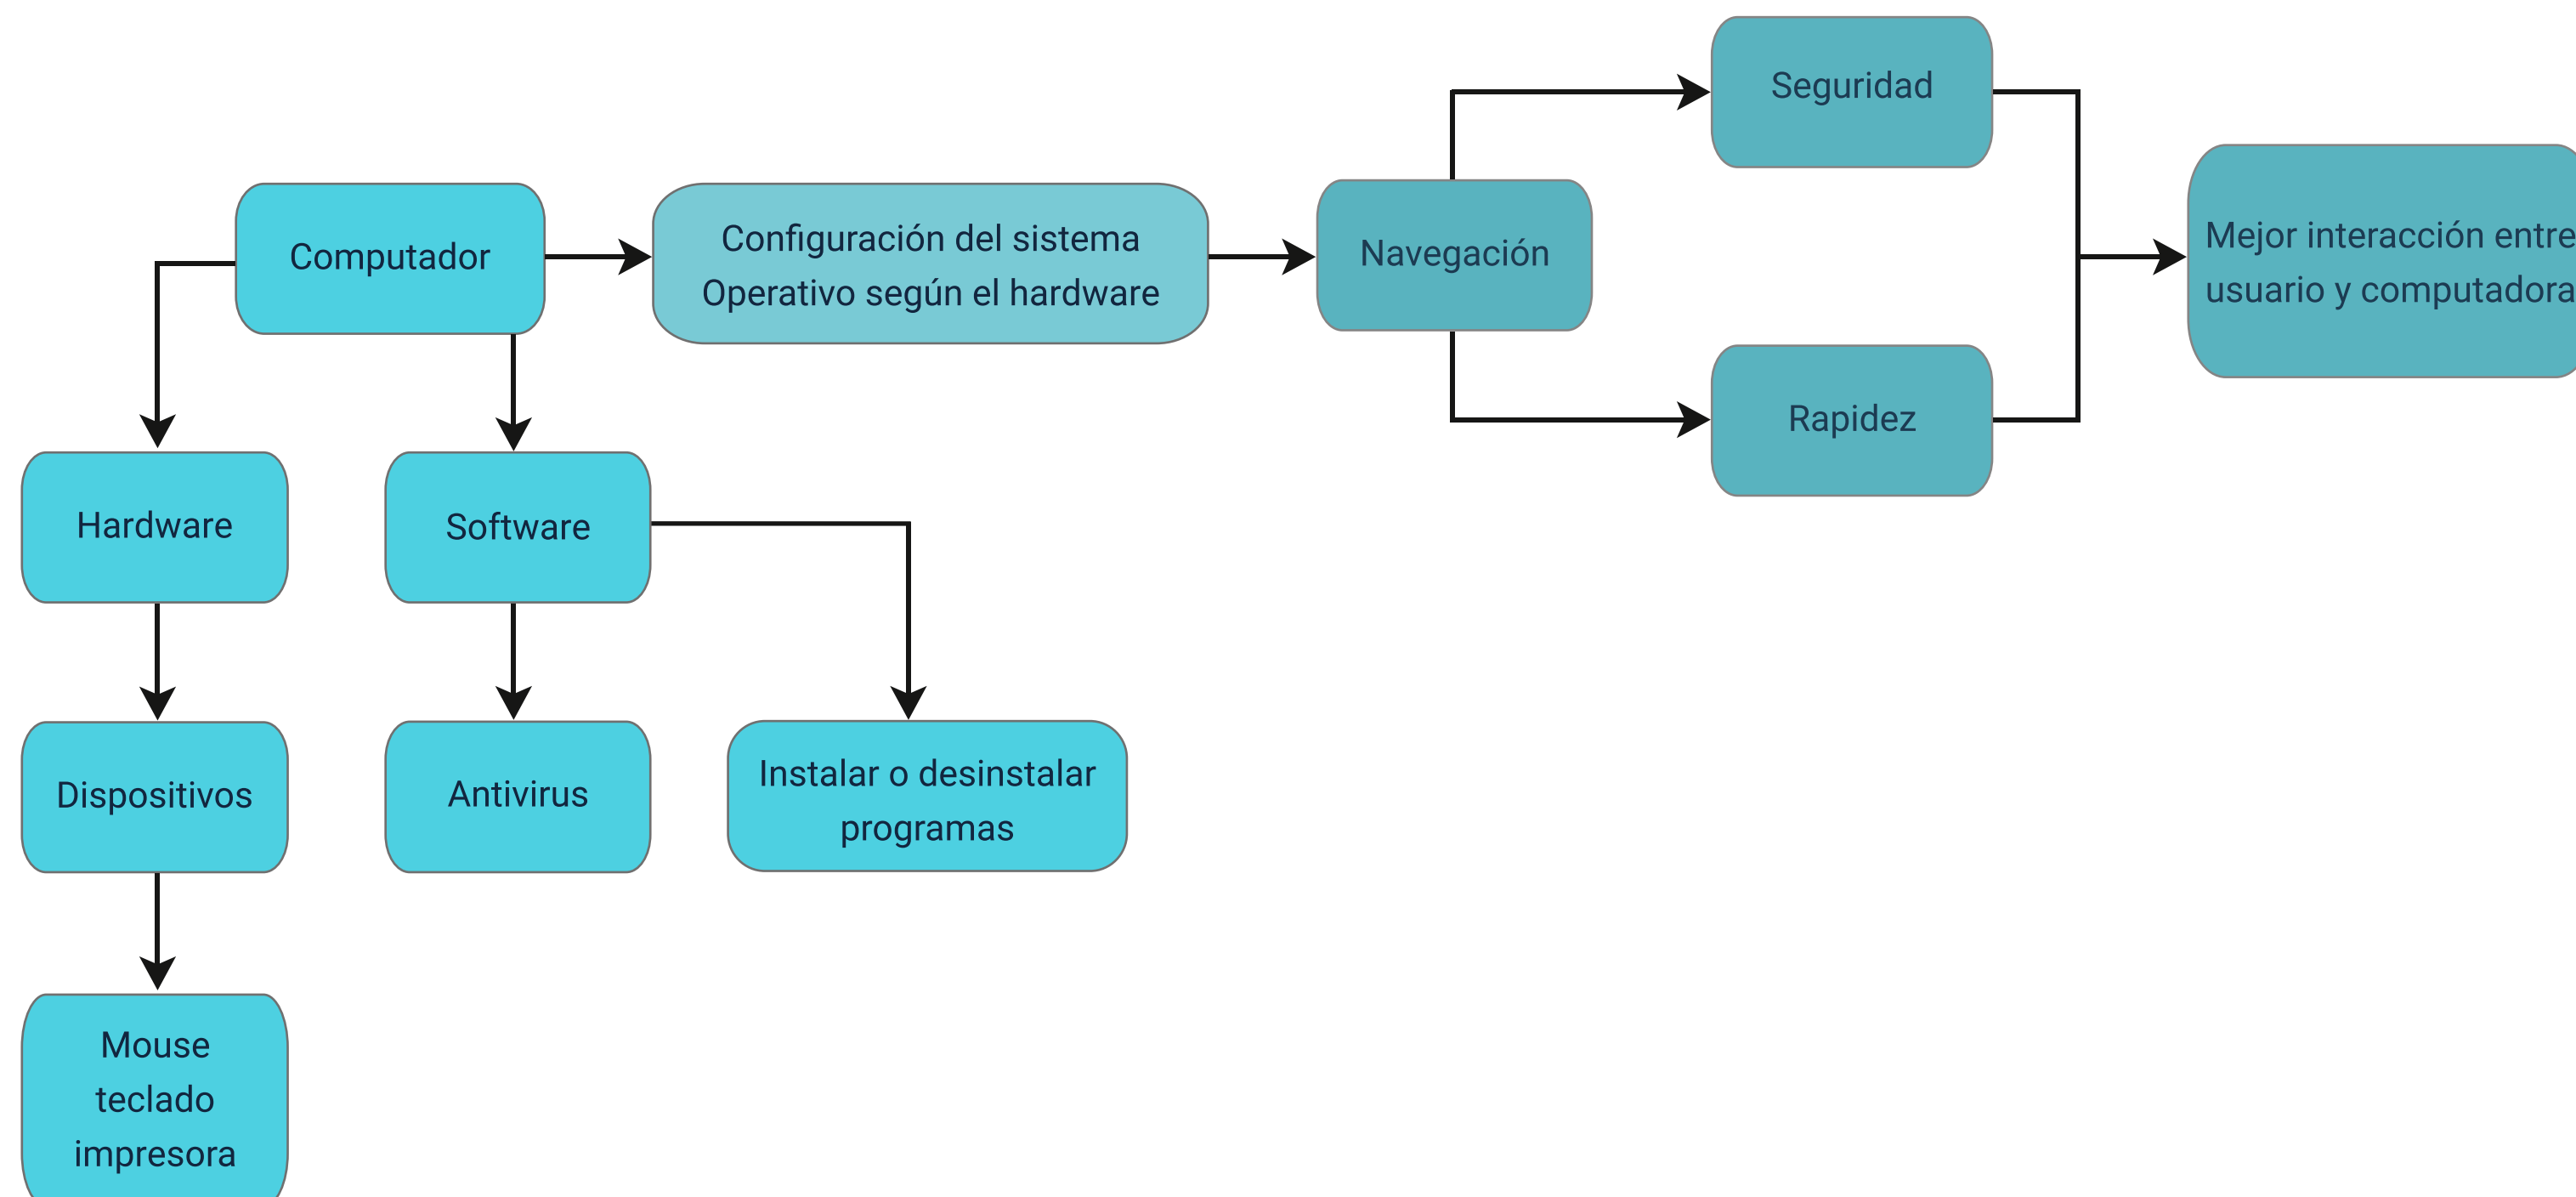 Seguridad
Computador
Configuración del sistema
Operativo según el hardware
Navegación
Mejor interacción entre
usuario y computadora
Rapidez
Hardware
Software
Dispositivos
Antivirus
Instalar o desinstalar
programas
Mouse
teclado
impresora